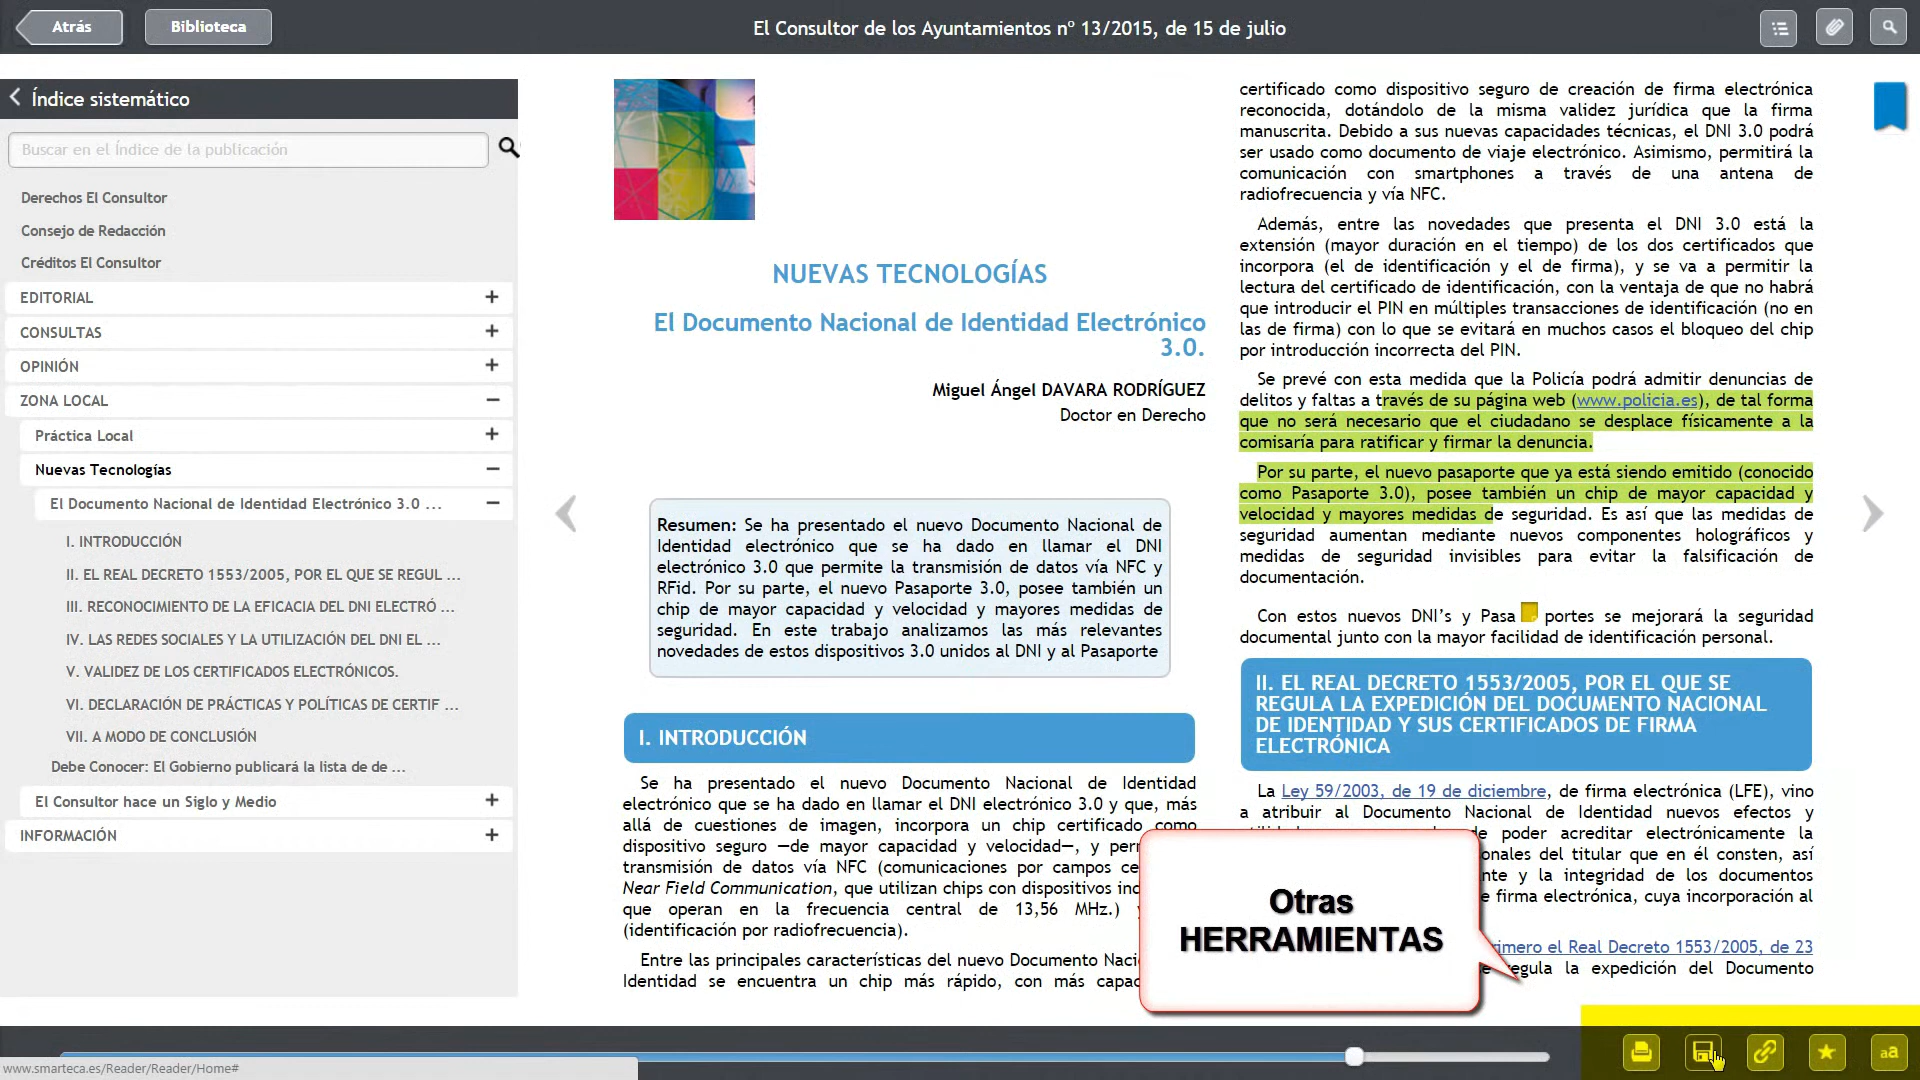 Atrás
Biblioteca
El Consultor de los Ayuntamientos nº 13/2015, de 15 de julio
Índice sistemático
Buscar en el Índice de la publicación
Derechos El Consultor
Consejo de Redacción
Créditos El Consultor
EDITORIAL
CONSULTAS
OPINIÓN
ZONA LOCAL
Práctica Local
Nuevas Tecnologías
El Documento Nacional de Identidad Electrónico 3.0 ...
I. INTRODUCCIÓN
II. EL REAL DECRETO 1553/2005, POR EL QUE SE REGUL ...
III. RECONOCIMIENTO DE LA EFICACIA DEL DNI ELECTRÓ ...
IV. LAS REDES SOCIALES Y LA UTILIZACIÓN DEL DNI EL ...
V. VALIDEZ DE LOS CERTIFICADOS ELECTRÓNICOS.
VI. DECLARACIÓN DE PRÁCTICAS Y POLÍTICAS DE CERTIF ...
VII. A MODO DE CONCLUSIÓN
Debe Conocer: El Gobierno publicará la lista de de ...
El Consultor hace un Siglo y Medio
INFORMACIÓN
NUEVAS TECNOLOGÍAS
El Documento Nacional de Identidad Electrónico
3.0.
Miguel Ángel DAVARA RODRÍGUEZ
Doctor en Derecho
Resumen: Se ha presentado el nuevo Documento Nacional de
Identidad electrónico que se ha dado en llamar el DNI
electrónico 3.0 que permite la transmisión de datos vía NFC y
RFid. Por su parte, el nuevo Pasaporte 3.0, posee también un
chip de mayor capacidad y velocidad y mayores medidas de
seguridad. En este trabajo analizamos las más relevantes
novedades de estos dispositivos 3.0 unidos al DNI y al Pasaporte
I. INTRODUCCIÓN
Se ha presentado el nuevo Documento Nacional de Identidad
electrónico que se ha dado en llamar el DNI electrónico 3.0 y que, más
allá de cuestiones de imagen, incorpora un chip certificado como
dispositivo seguro —de mayor capacidad y velocidad—, y perm
transmisión de datos vía NFC (comunicaciones por campos ce
Near Field Communication, que utilizan chips con dispositivos ind
que operan en la frecuencia central de 13,56 MHz.) y
(identificación por radiofrecuencia).
Entre las principales características del nuevo Documento Naci
Identidad se encuentra un chip más rápido, con más capac
certificado como dispositivo seguro de creación de firma electrónica
reconocida, dotándolo de la misma validez jurídica que la firma
manuscrita. Debido a sus nuevas capacidades técnicas, el DNI 3.0 podrá
ser usado como documento de viaje electrónico. Asimismo, permitirá la
comunicación con smartphones a través de una antena de
radiofrecuencia y vía NFC.
Además, entre las novedades que presenta el DNI 3.0 está la
extensión (mayor duración en el tiempo) de los dos certificados que
incorpora (el de identificación y el de firma), y se va a permitir la
lectura del certificado de identificación, con la ventaja de que no habrá
que introducir el PIN en múltiples transacciones de identificación (no en
las de firma) con lo que se evitará en muchos casos el bloqueo del chip
por introducción incorrecta del PIN.
Se prevé con esta medida que la Policía podrá admitir denuncias de
delitos y faltas a través de su página web (www.policia.es), de tal forma
que no será necesario que el ciudadano se desplace físicamente a la
comisaría para ratificar y firmar la denuncia.
Por su parte, el nuevo pasaporte que ya está siendo emitido (conocido
como Pasaporte 3.0), posee también un chip de mayor capacidad y
velocidad y mayores medidas de seguridad. Es así que las medidas de
seguridad aumentan mediante nuevos componentes holográficos y
medidas de seguridad invisibles para evitar la falsificación de
documentación.
Con estos nuevos DNI's y Pasa portes se mejorará la seguridad
documental junto con la mayor facilidad de identificación personal.
II. EL REAL DECRETO 1553/2005, POR EL QUE SE
REGULA LA EXPEDICIÓN DEL DOCUMENTO NACIONAL
DE IDENTIDAD Y SUS CERTIFICADOS DE FIRMA
ELECTRÓNICA
La Ley 59/2003, de 19 de diciembre, de firma electrónica (LFE), vino
a atribuir al Documento Nacional de Identidad nuevos efectos y
de poder acreditar electrónicamente la
onales del titular que en él consten, así
nte y la integridad de los documentos
e firma electrónica, cuya incorporación al
rimero el Real Decreto 1553/2005, de 23
e regula la expedición del Documento
Otras
HERRAMIENTAS
aa
www.smarteca.es/Reader/Reader/Home#